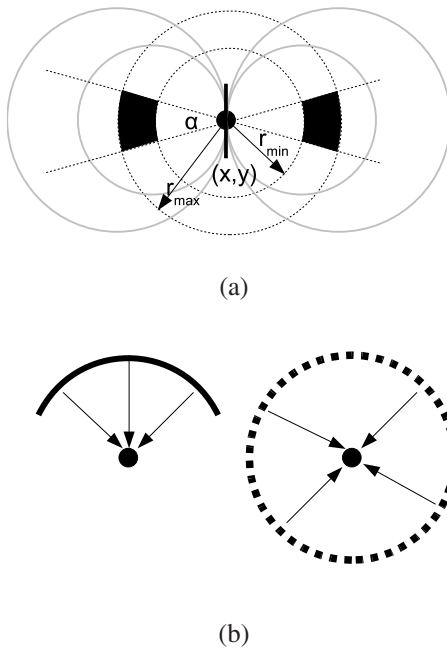 α
r min
(x,y)
r max
(a)
(b)